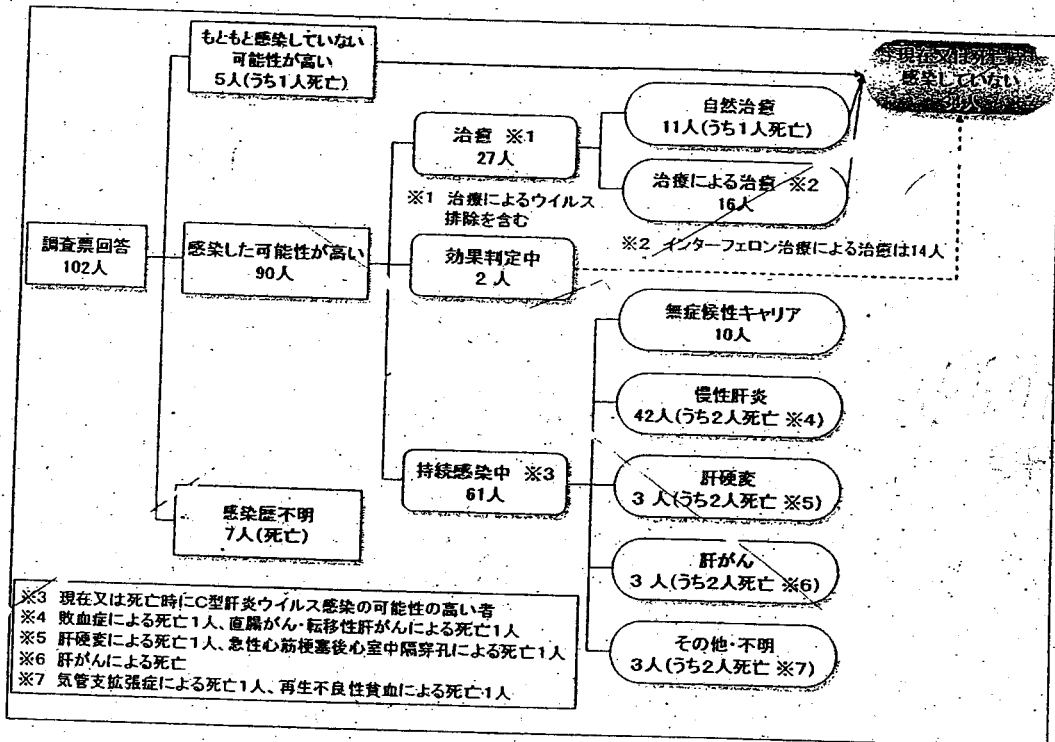 もともと感染していない
可能性が高い
5人(うち1人死亡)
現在又は死亡時
感染していない
自然治癒
11人(うち1人死亡)
治癒 ※1
27人
治療による治癒 ※2
16人
※1 治療によるウイルス
排除を含む
※2 インターフェロン治療による治癒は14人
調査票回答
102人
感染した可能性が高い
90人
効果判定中
2人
無症候性キャリア
10人
慢性肝炎
42人(うち2人死亡 ※4)
持続感染中 ※3
61人
肝硬変
3人(うち2人死亡 ※5)
感染歴不明
7人(死亡)
肝がん
3人(うち2人死亡 ※6)
その他・不明
3人(うち2人死亡 ※7)
※3 現在又は死亡時にC型肝炎ウイルス感染の可能性の高い者
※4 敗血症による死亡1人、直腸がん・転移性肝がんによる死亡1人
※5 肝硬変による死亡1人、急性心筋梗塞後心室中隔穿孔による死亡1人
※6 肝がんによる死亡
※7 気管支拡張症による死亡1人、再生不良性貧血による死亡1人